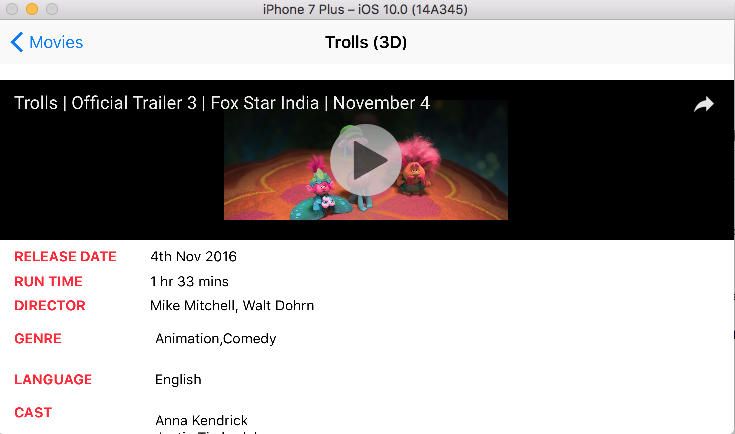 iPhone 7 Plus – iOS 10.0 (14A345)
Movies
Trolls (3D)
Trolls | Official Trailer 3 | Fox Star India | November 4
RELEASE DATE 4th Nov 2016
RUN TIME 1 hr 33 mins
DIRECTOR Mike Mitchell, Walt Dohrn
GENRE Animation,Comedy
LANGUAGE English
CAST Anna Kendrick